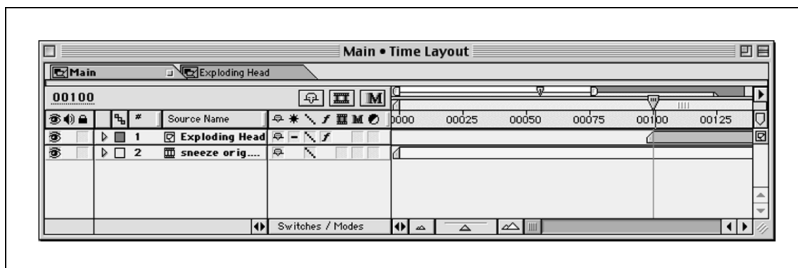 Main • Time Layout
Main
Exploding Head
00100
# Source Name
0000 00025 00050 00075 00100 00125
1 Exploding Head
2 sneeze orig....
Switches / Modes